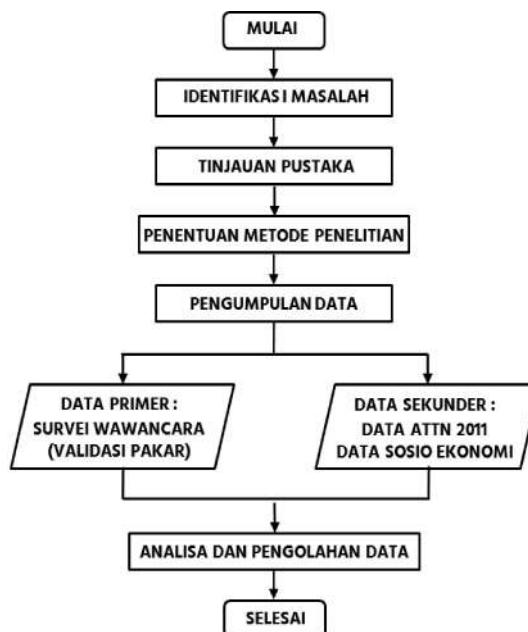 MULAI
IDENTIFIKASI MASALAH
TINJAUAN PUSTAKA
PENENTUAN METODE PENELITIAN
PENGUMPULAN DATA
DATA PRIMER :
SURVEI WAWANCARA
(VALIDASI PAKAR)
DATA SEKUNDER :
DATA ATTN 2011
DATA SOSIO EKONOMI
ANALISA DAN PENGOLAHAN DATA
SELESAI